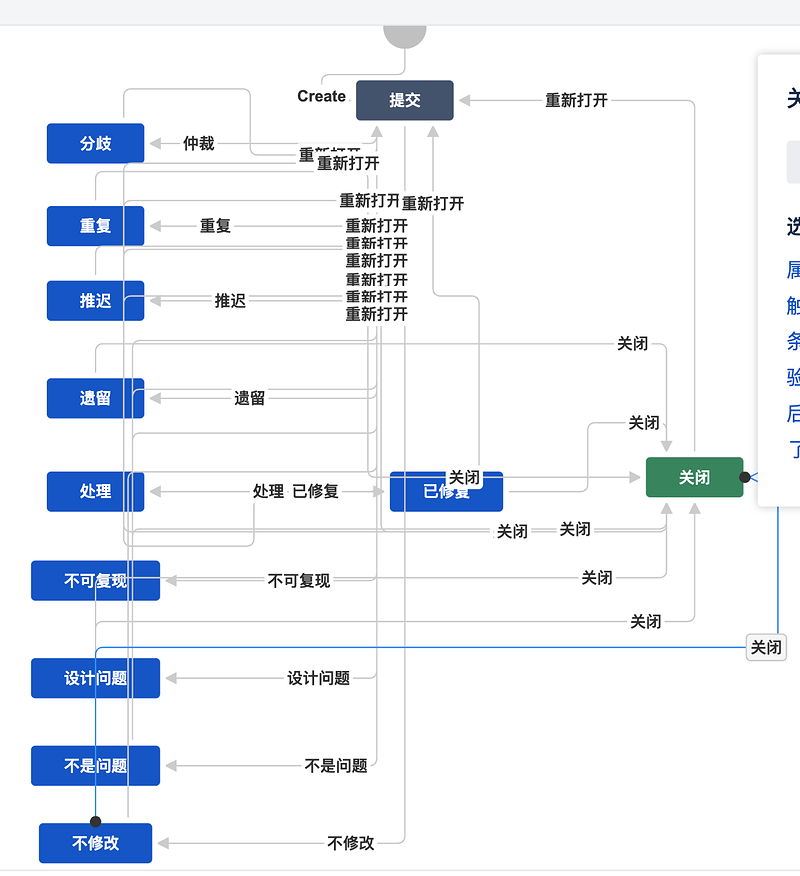 Create
提交
重新打开
关
分歧
仲裁
重新打开
重新打开
重新打开
重新打开
选
重复
重复
重新打开
重新打开
重新打开
属
重新打开
推迟
推迟
重新打开
触
重新打开
条
关闭
验
遗留
遗留
后
关闭
了
处理
处理
已修复
已修复
关闭
关闭
关闭
关闭
不可复现
不可复现
关闭
关闭
关闭
设计问题
设计问题
不是问题
不是问题
不修改
不修改